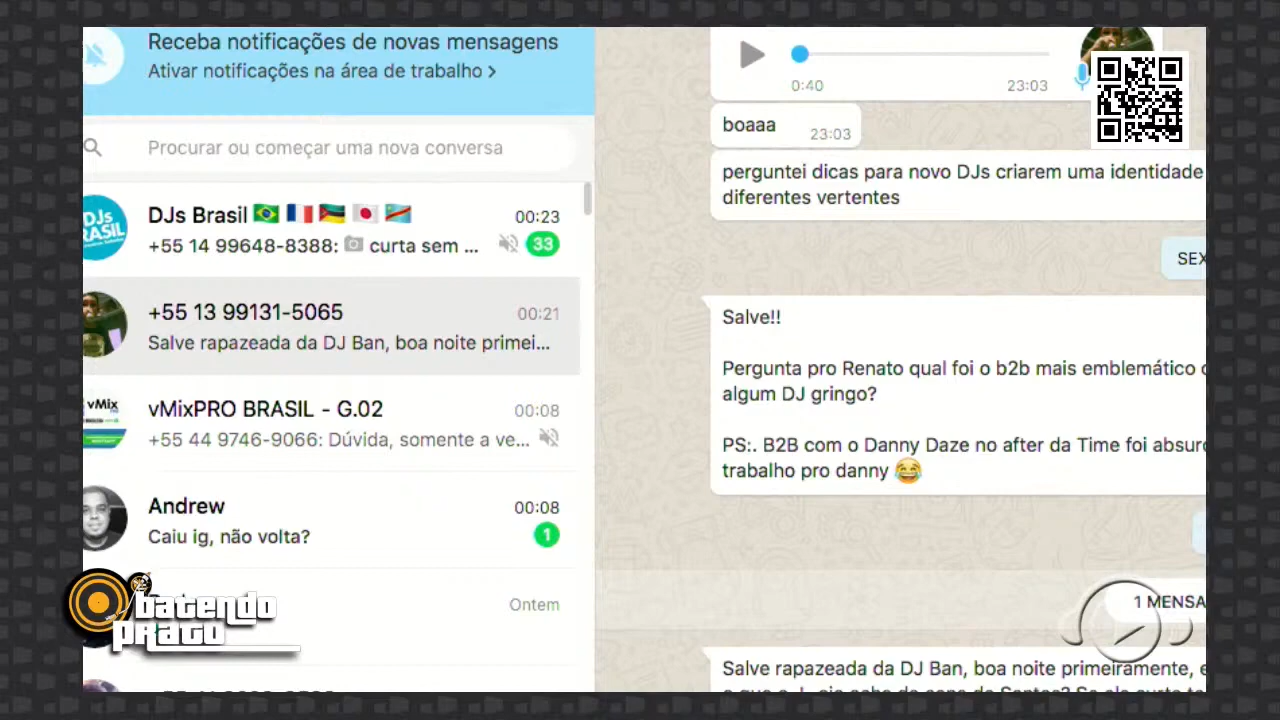 Receba notificações de novas mensagens
Ativar notificações na área de trabalho >
Procurar ou começar uma nova conversa
DJs Brasil 🇧🇷 🇫🇷 🇲🇿 🇯🇵 🇨🇩 00:23
+55 14 99648-8388: 📷 curta sem ... 33
DJs
BRASIL
+55 13 99131-5065 00:21
Salve rapazeada da DJ Ban, boa noite primei...
vMix
vMixPRO BRASIL - G.02 00:08
+55 44 9746-9066: Dúvida, somente a ve...
Andrew 00:08
Caiu ig, não volta? 1
Ontem
batendo
prato
0:40 23:03
boaaa 23:03
perguntei dicas para novo DJs criarem uma identidade
diferentes vertentes
SEX
Salve!!
Pergunta pro Renato qual foi o b2b mais emblemático
algum DJ gringo?
PS:. B2B com o Danny Daze no after da Time foi absur
trabalho pro danny 😂
1 MENSA
Salve rapazeada da DJ Ban, boa noite primeiramente, e